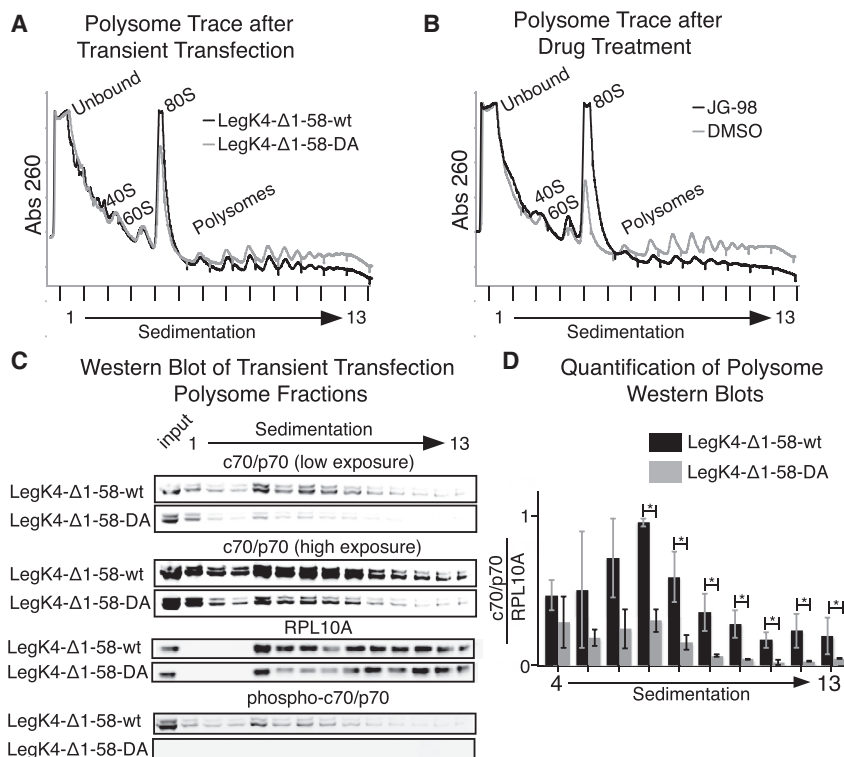 A
Polysome Trace after
Transient Transfection
Unbound
80S
LegK4-Δ1-58-wt
LegK4-Δ1-58-DA
40S
60S
Polysomes
Abs 260
1
13
Sedimentation
B
Polysome Trace after
Drug Treatment
Unbound
80S
JG-98
DMSO
40S
60S
Polysomes
Abs 260
1
13
Sedimentation
C
Western Blot of Transient Transfection
Polysome Fractions
input
1
Sedimentation
13
c70/p70 (low exposure)
LegK4-Δ1-58-wt
LegK4-Δ1-58-DA
c70/p70 (high exposure)
LegK4-Δ1-58-wt
LegK4-Δ1-58-DA
RPL10A
LegK4-Δ1-58-wt
LegK4-Δ1-58-DA
phospho-c70/p70
LegK4-Δ1-58-wt
LegK4-Δ1-58-DA
D
Quantification of Polysome
Western Blots
LegK4-Δ1-58-wt
LegK4-Δ1-58-DA
1
c70/p70
RPL10A
0
*
*
*
*
*
*
*
4
Sedimentation
13